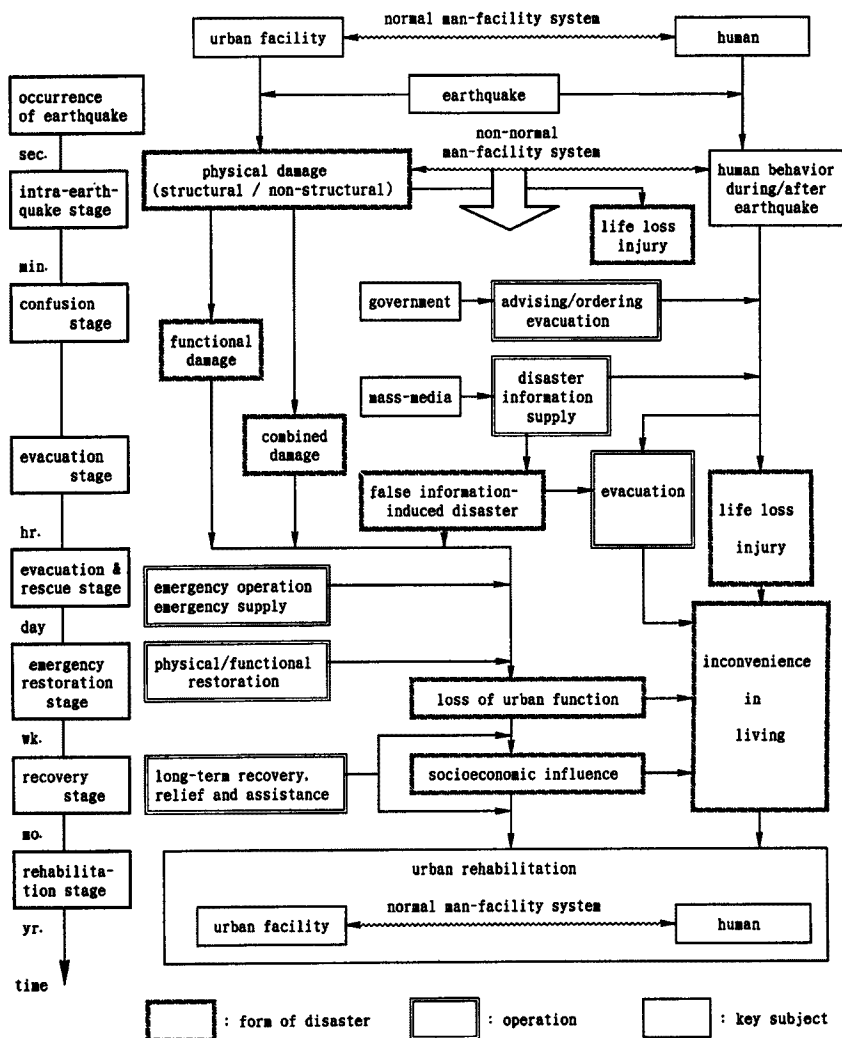 normal man-facility system
urban facility
human
occurrence
of earthquake
earthquake
sec.
non-normal
man-facility system
intra-earth-
quake stage
physical damage
(structural / non-structural)
human behavior
during/after
earthquake
life loss
injury
min.
confusion
stage
government
advising/ordering
evacuation
functional
damage
mass-media
disaster
information
supply
evacuation
stage
combined
damage
false information-
induced disaster
evacuation
life loss
injury
hr.
evacuation &
rescue stage
emergency operation
emergency supply
day
emergency
restoration
stage
physical/functional
restoration
inconvenience
in
living
loss of urban function
wk.
recovery
stage
long-term recovery,
relief and assistance
socioeconomic influence
mo.
rehabilita-
tion stage
urban rehabilitation
normal man-facility system
urban facility
human
yr.
time
: form of disaster
: operation
: key subject